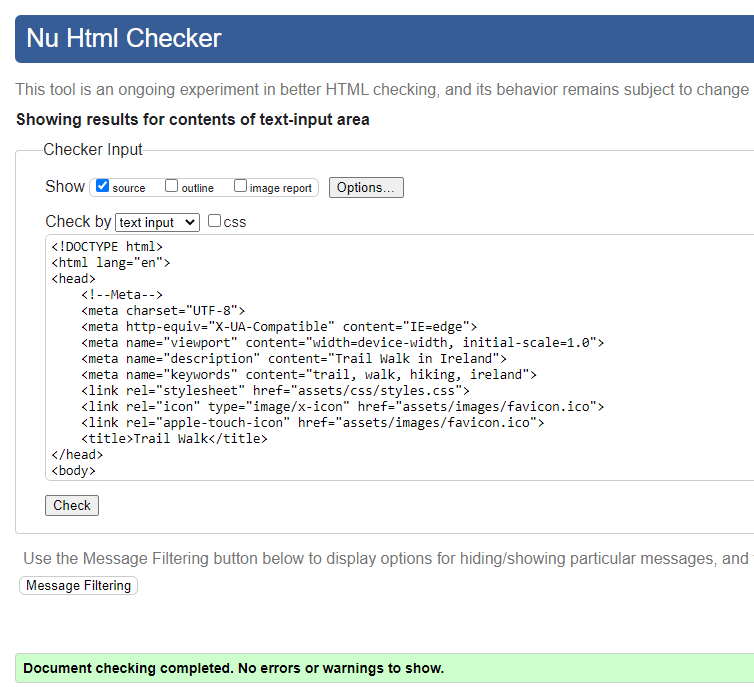 Nu Html Checker
This tool is an ongoing experiment in better HTML checking, and its behavior remains subject to change
Showing results for contents of text-input area
Checker Input
Show source outline image report Options...
Check by text input css
<!DOCTYPE html>
<html lang="en">
<head>
    <!--Meta-->
    <meta charset="UTF-8">
    <meta http-equiv="X-UA-Compatible" content="IE=edge">
    <meta name="viewport" content="width=device-width, initial-scale=1.0">
    <meta name="description" content="Trail Walk in Ireland">
    <meta name="keywords" content="trail, walk, hiking, ireland">
    <link rel="stylesheet" href="assets/css/styles.css">
    <link rel="icon" type="image/x-icon" href="assets/images/favicon.ico">
    <link rel="apple-touch-icon" href="assets/images/favicon.ico">
    <title>Trail Walk</title>
</head>
<body>
Check
Use the Message Filtering button below to display options for hiding/showing particular messages, and
Message Filtering
Document checking completed. No errors or warnings to show.